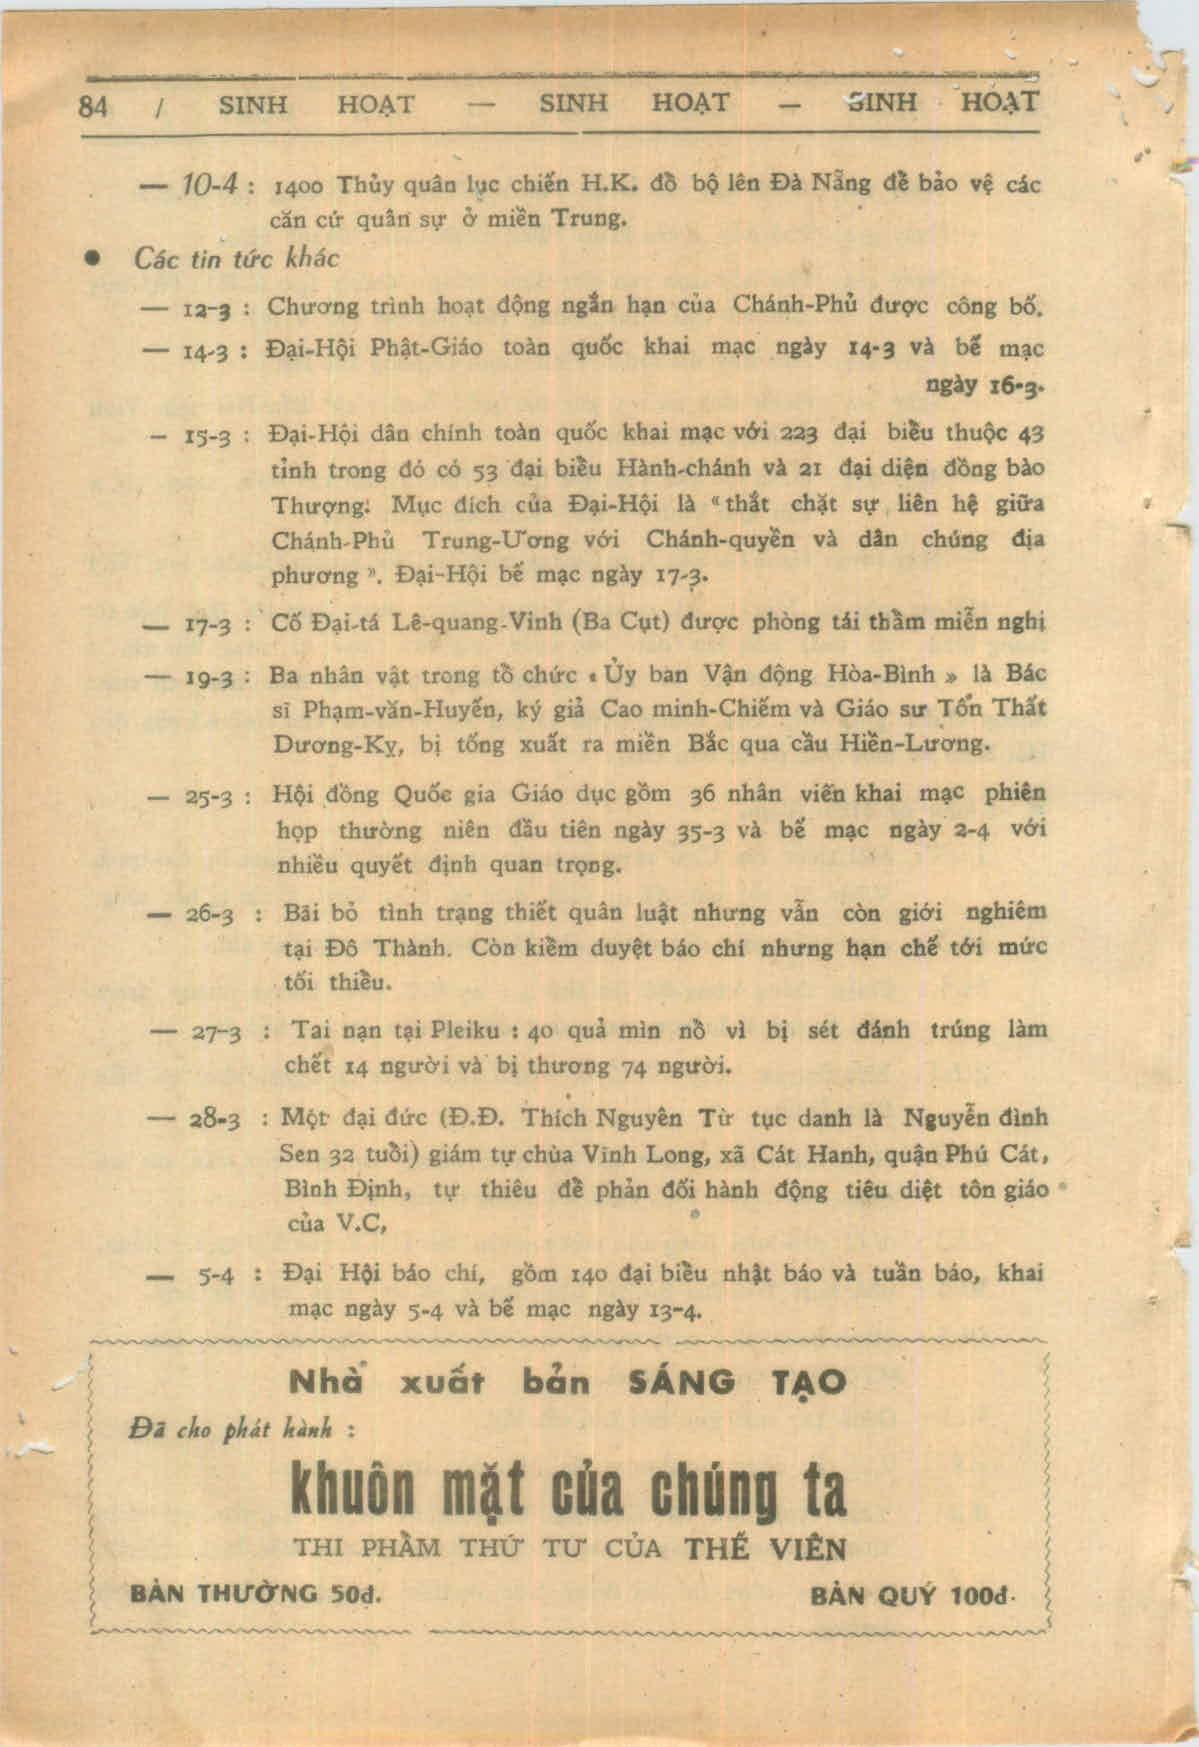 84 / SINH HOẠT — SINH HOẠT — SINH HOẠT
— 10-4 : 1400 Thủy quân lục chiến H.K. đổ bộ lên Đà Nẵng để bảo vệ các
căn cứ quân sự ở miền Trung.
● Các tin tức khác
— 12-3 : Chương trình hoạt động ngắn hạn của Chánh-Phủ được công bố.
— 14-3 : Đại-Hội Phật-Giáo toàn quốc khai mạc ngày 14-3 và bế mạc
ngày 16-3.
— 15-3 : Đại-Hội dân chính toàn quốc khai mạc với 223 đại biểu thuộc 43
tỉnh trong đó có 53 đại biểu Hành-chánh và 21 đại diện đồng bào
Thượng. Mục đích của Đại-Hội là “thắt chặt sự liên hệ giữa
Chánh-Phủ Trung-Ương với Chánh-quyền và dân chúng địa
phương ”. Đại-Hội bế mạc ngày 17-3.
— 17-3 : Cố Đại-tá Lê-quang-Vinh (Ba Cụt) được phòng tái thẩm miễn nghị
— 19-3 : Ba nhân vật trong tổ chức « Ủy ban Vận động Hòa-Bình » là Bác
sĩ Phạm-văn-Huyến, ký giả Cao minh-Chiếm và Giáo sư Tôn Thất
Dương-Kỵ, bị tống xuất ra miền Bắc qua cầu Hiền-Lương.
— 25-3 : Hội đồng Quốc gia Giáo dục gồm 36 nhân viên khai mạc phiên
họp thường niên đầu tiên ngày 35-3 và bế mạc ngày 2-4 với
nhiều quyết định quan trọng.
— 26-3 : Bãi bỏ tình trạng thiết quân luật nhưng vẫn còn giới nghiêm
tại Đô Thành. Còn kiểm duyệt báo chí nhưng hạn chế tới mức
tối thiểu.
— 27-3 : Tai nạn tại Pleiku : 40 quả mìn nổ vì bị sét đánh trúng làm
chết 14 người và bị thương 74 người.
— 28-3 : Một đại đức (Đ.Đ. Thích Nguyên Từ tục danh là Nguyễn đình
Sen 32 tuổi) giám tự chùa Vĩnh Long, xã Cát Hanh, quận Phú Cát,
Bình Định, tự thiêu để phản đối hành động tiêu diệt tôn giáo
của V.C,
— 5-4 : Đại Hội báo chí, gồm 140 đại biểu nhật báo và tuần báo, khai
mạc ngày 5-4 và bế mạc ngày 13-4.
Nhà xuất bản SÁNG TẠO
Đã cho phát hành :
khuôn mặt của chúng ta
THI PHẨM THỨ TƯ CỦA THẾ VIÊN
BẢN THƯỜNG 50đ. BẢN QUÝ 100đ.